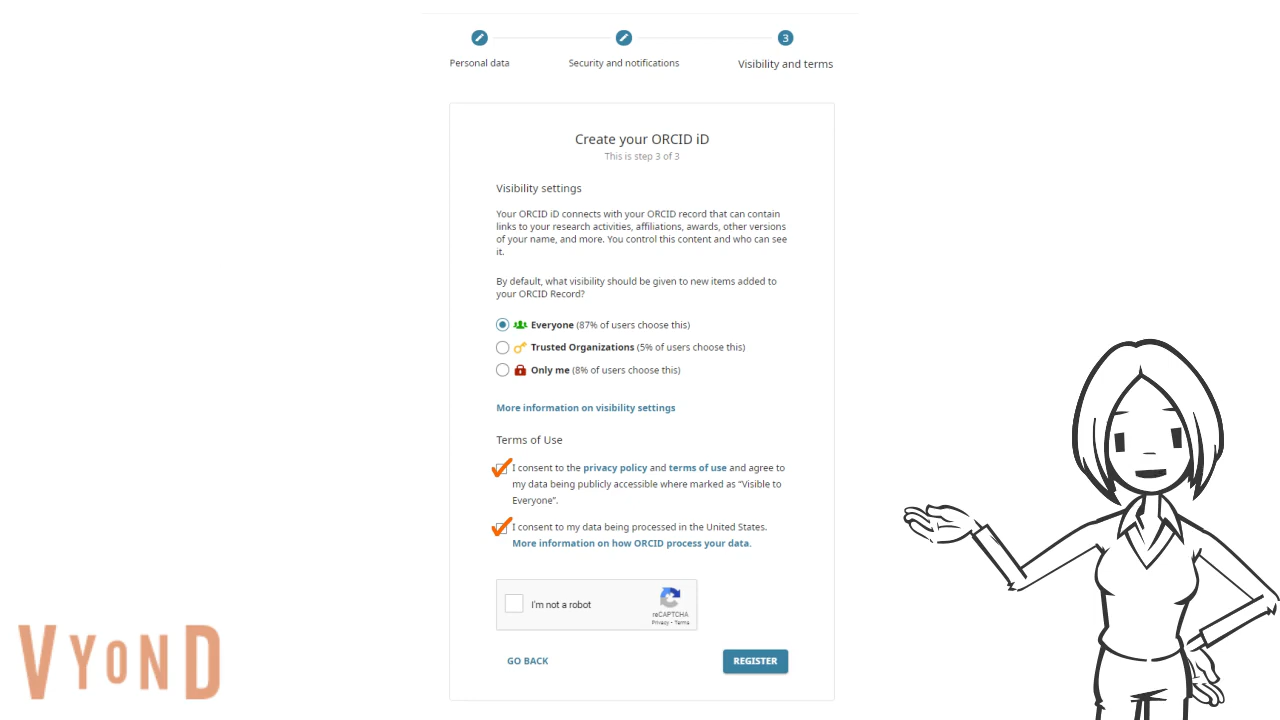 3
Personal data
Security and notifications
Visibility and terms
Create your ORCID iD
This is step 3 of 3
Visibility settings
Your ORCID iD connects with your ORCID record that can contain
links to your research activities, affiliations, awards, other versions
of your name, and more. You control this content and who can see
it.
By default, what visibility should be given to new items added to
your ORCID Record?
Everyone (87% of users choose this)
Trusted Organizations (5% of users choose this)
Only me (8% of users choose this)
More information on visibility settings
Terms of Use
I consent to the privacy policy and terms of use and agree to
my data being publicly accessible where marked as “Visible to
Everyone”.
I consent to my data being processed in the United States.
More information on how ORCID process your data.
I'm not a robot
reCAPTCHA
Privacy - Terms
GO BACK
REGISTER
VYOND